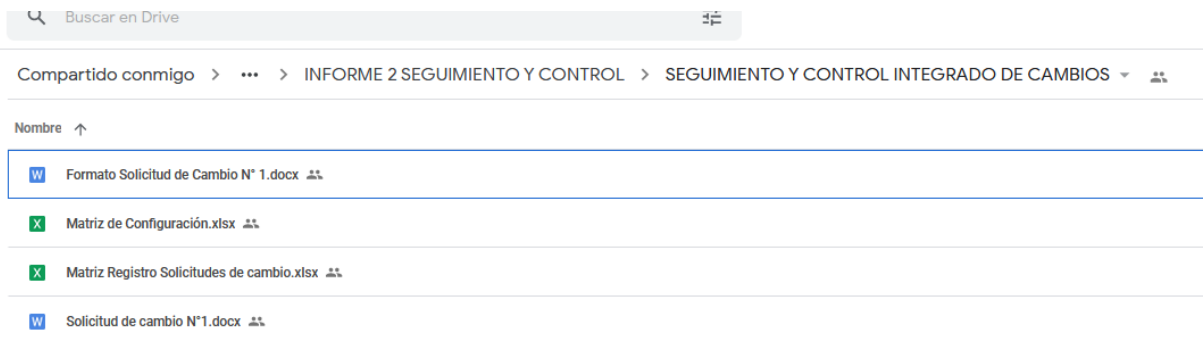 Buscar en Drive
Compartido conmigo > ••• > INFORME 2 SEGUIMIENTO Y CONTROL > SEGUIMIENTO Y CONTROL INTEGRADO DE CAMBIOS
Nombre ↑
W Formato Solicitud de Cambio N° 1.docx
X Matriz de Configuración.xlsx
X Matriz Registro Solicitudes de cambio.xlsx
W Solicitud de cambio N°1.docx